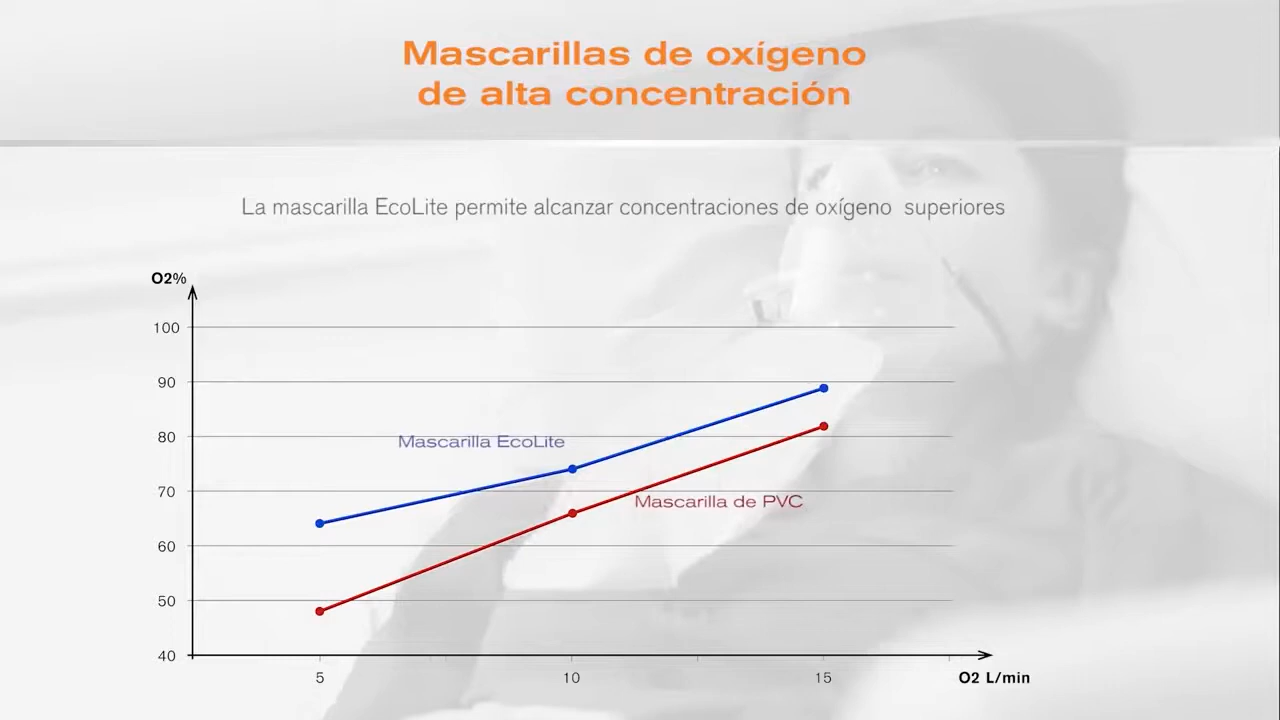 Mascarillas de oxígeno
de alta concentración
La mascarilla EcoLite permite alcanzar concentraciones de oxígeno superiores
O2%
100
90
80
Mascarilla EcoLite
70
Mascarilla de PVC
60
50
40
5 10 15 O2 L/min